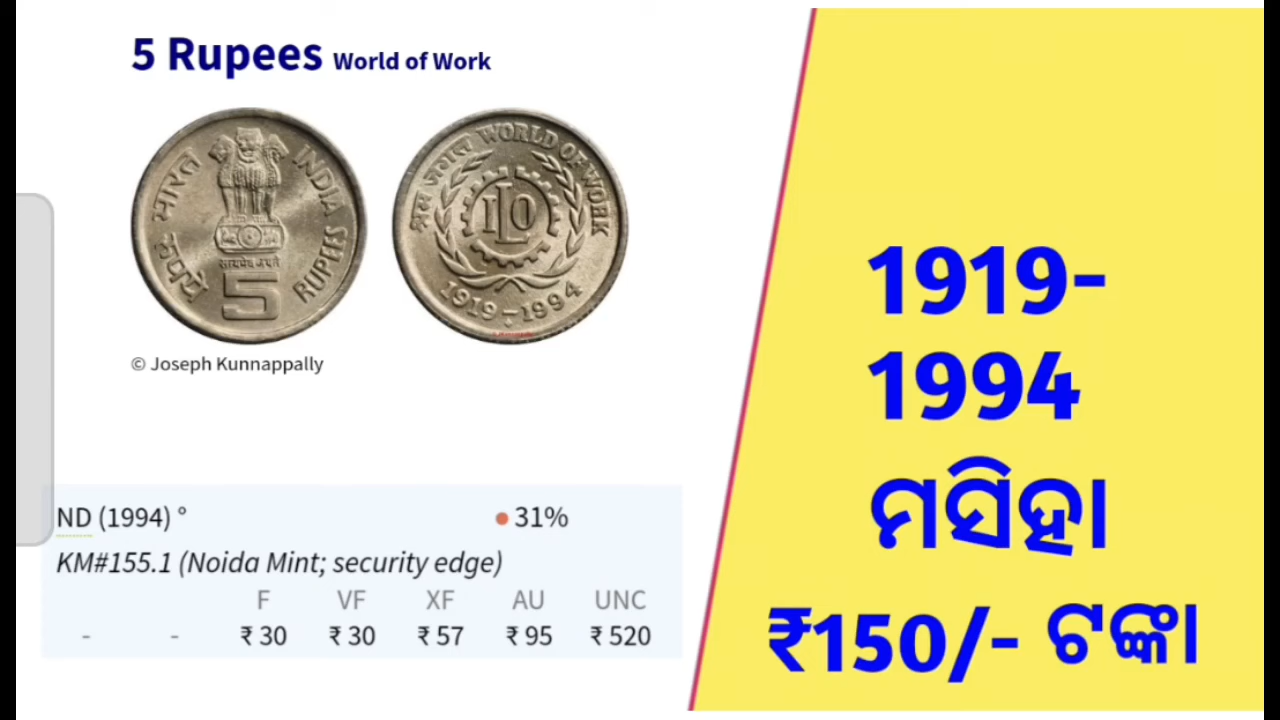 5 Rupees World of Work
भारत
INDIA
रुपये
RUPEES
सत्यमेव जयते
5
श्रम जगत WORLD OF WORK
ILO
1919-1994
© Joseph Kunnappally
ND (1994) °
31%
KM#155.1 (Noida Mint; security edge)
F VF XF AU UNC
- - ₹ 30 ₹ 30 ₹ 57 ₹ 95 ₹ 520
1919-
1994
ମସିହା
₹150/- ଟଙ୍କା